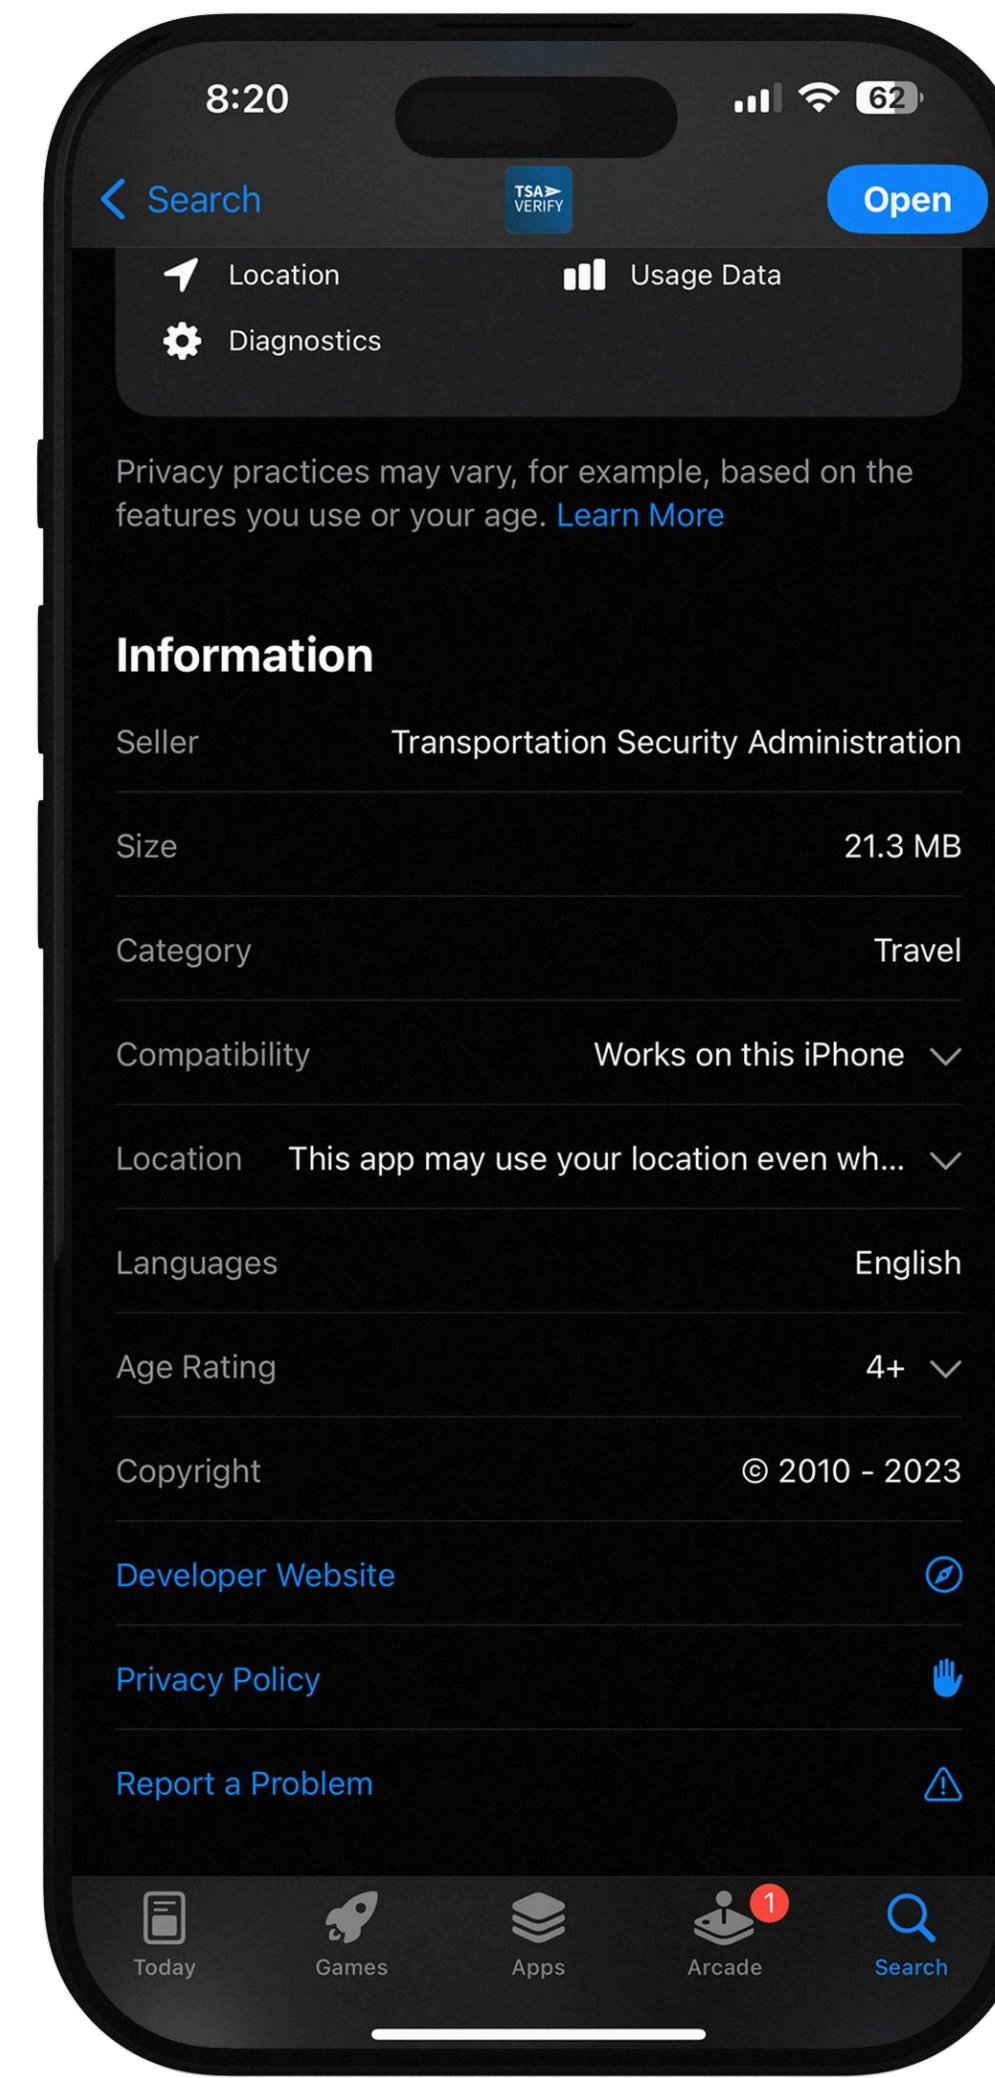 8:20
62
Search
TSA
VERIFY
Open
Location
Usage Data
Diagnostics
Privacy practices may vary, for example, based on the
features you use or your age. Learn More
Information
Seller Transportation Security Administration
Size 21.3 MB
Category Travel
Compatibility Works on this iPhone
Location This app may use your location even wh...
Languages English
Age Rating 4+
Copyright © 2010 - 2023
Developer Website
Privacy Policy
Report a Problem
1
Today Games Apps Arcade Search